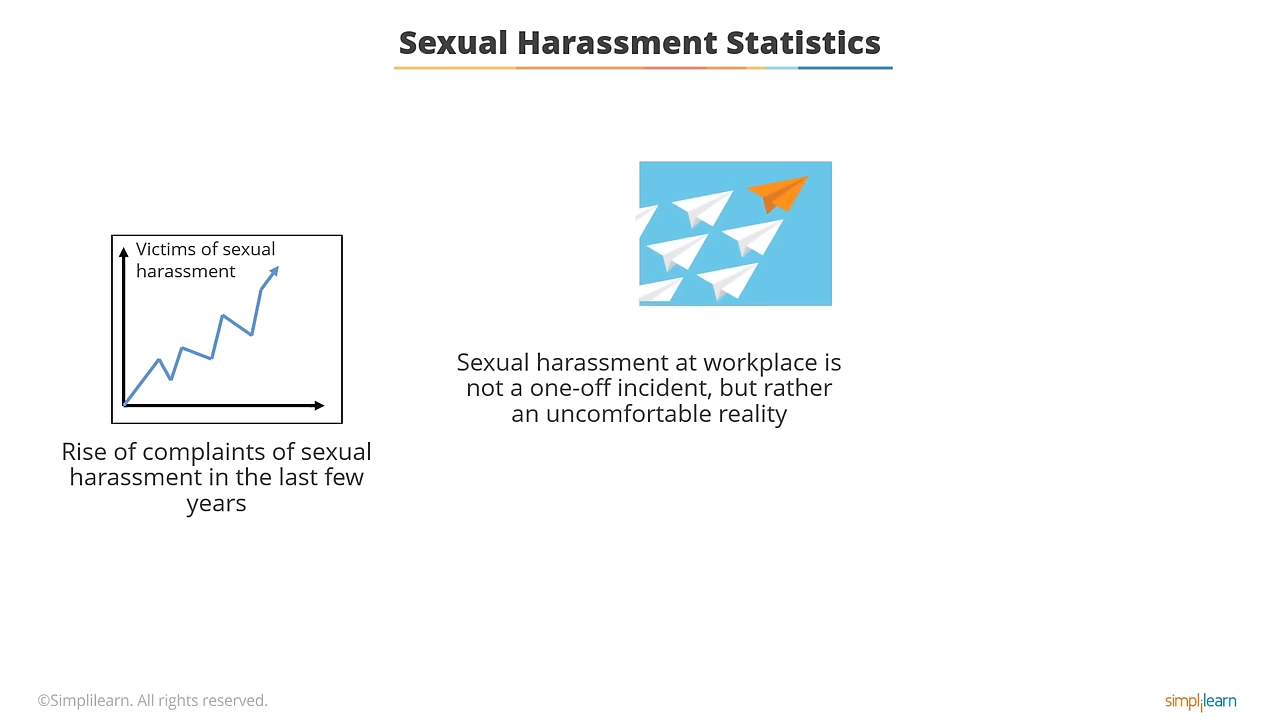 Sexual Harassment Statistics
Victims of sexual
harassment
Rise of complaints of sexual
harassment in the last few
years
Sexual harassment at workplace is
not a one-off incident, but rather
an uncomfortable reality
©Simplilearn. All rights reserved.
simplilearn